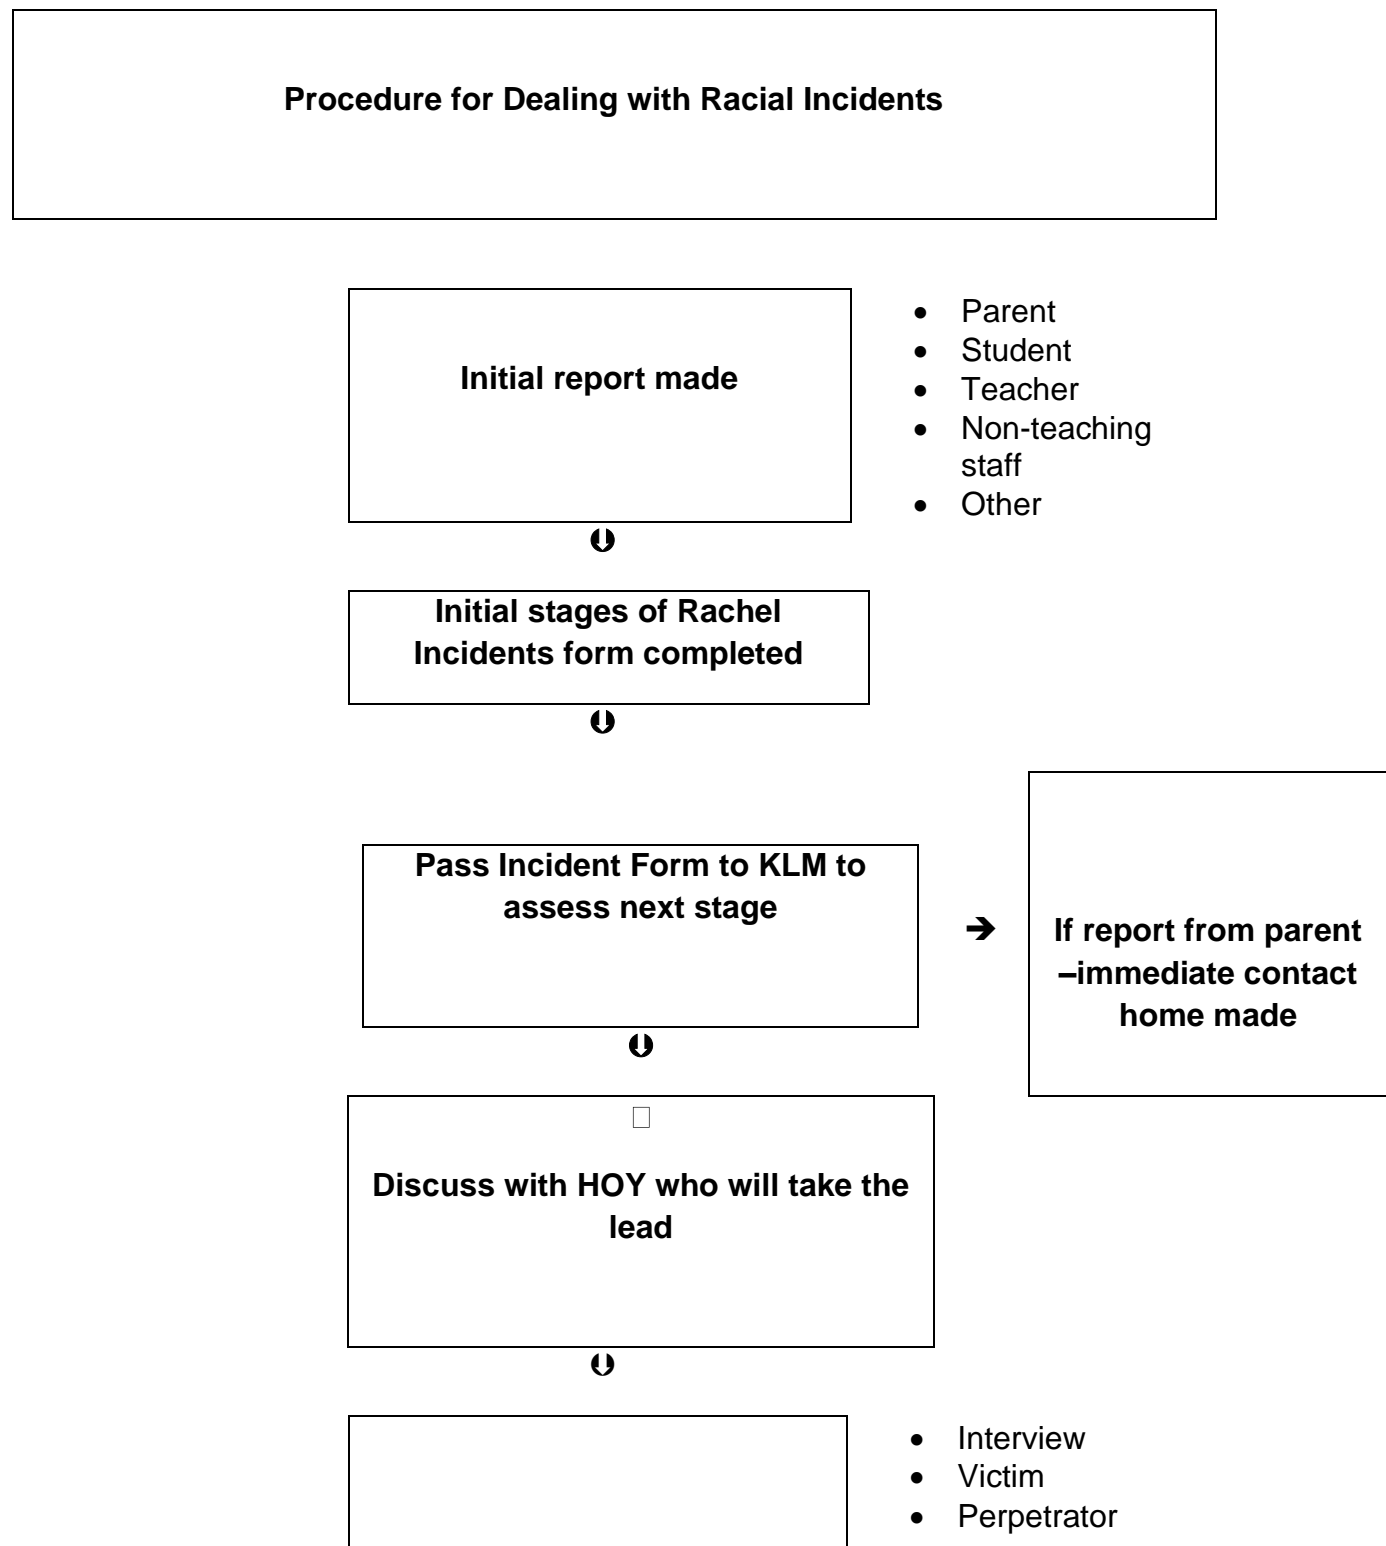 Procedure for Dealing with Racial Incidents
Initial report made
• Parent
• Student
• Teacher
• Non-teaching
staff
• Other
Initial stages of Rachel
Incidents form completed
Pass Incident Form to KLM to
assess next stage
If report from parent
–immediate contact
home made
Discuss with HOY who will take the
lead
• Interview
• Victim
• Perpetrator